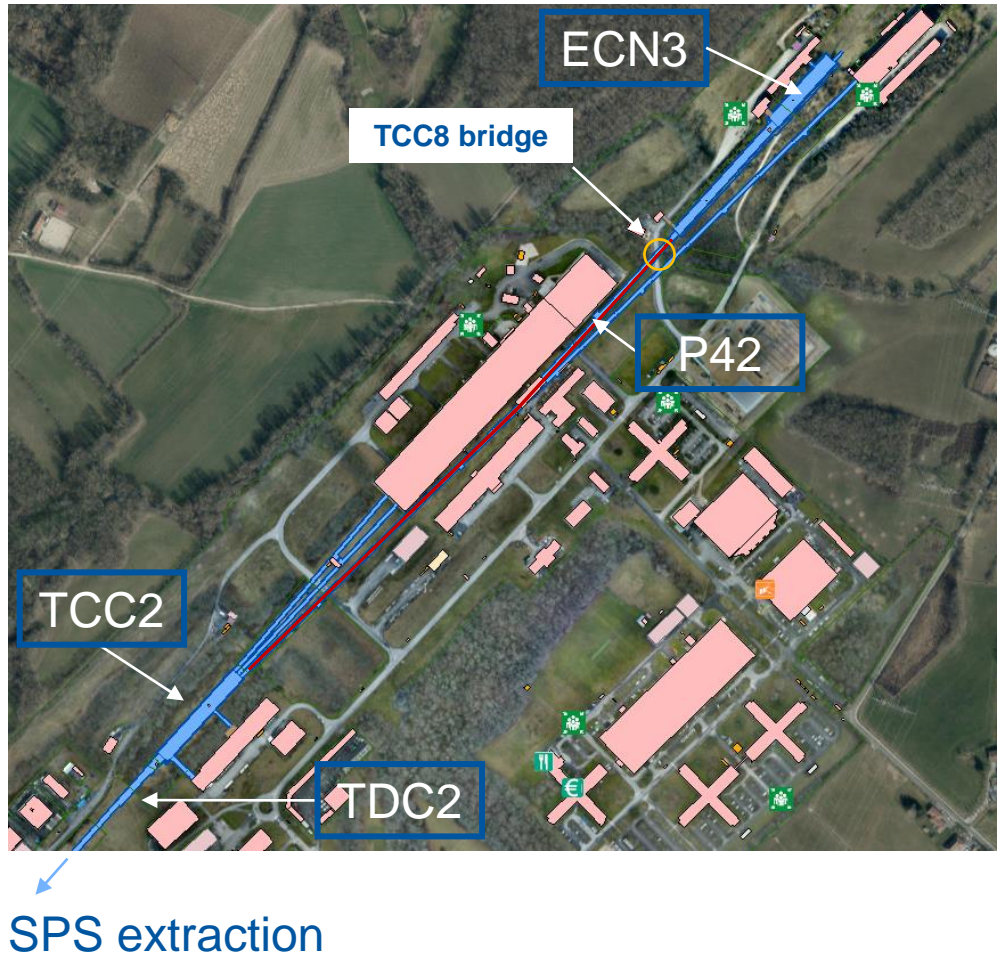 ECN3
TCC8 bridge
P42
TCC2
TDC2
€
SPS extraction